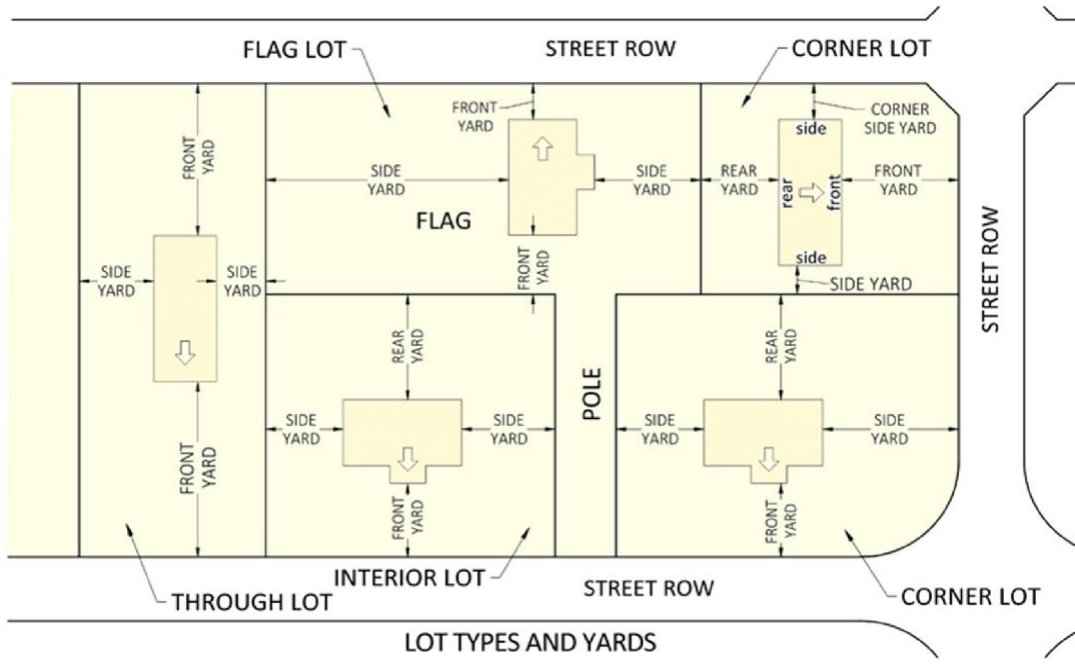 FLAG LOT
STREET ROW
CORNER LOT
FRONT
YARD
FRONT
YARD
CORNER
SIDE YARD
side
SIDE
YARD
SIDE
YARD
REAR
YARD
rear
front
FRONT
YARD
FLAG
side
SIDE
YARD
SIDE
YARD
FRONT
YARD
SIDE YARD
STREET ROW
REAR
YARD
REAR
YARD
POLE
SIDE
YARD
SIDE
YARD
SIDE
YARD
SIDE
YARD
FRONT
YARD
FRONT
YARD
FRONT
YARD
INTERIOR LOT
STREET ROW
THROUGH LOT
CORNER LOT
LOT TYPES AND YARDS